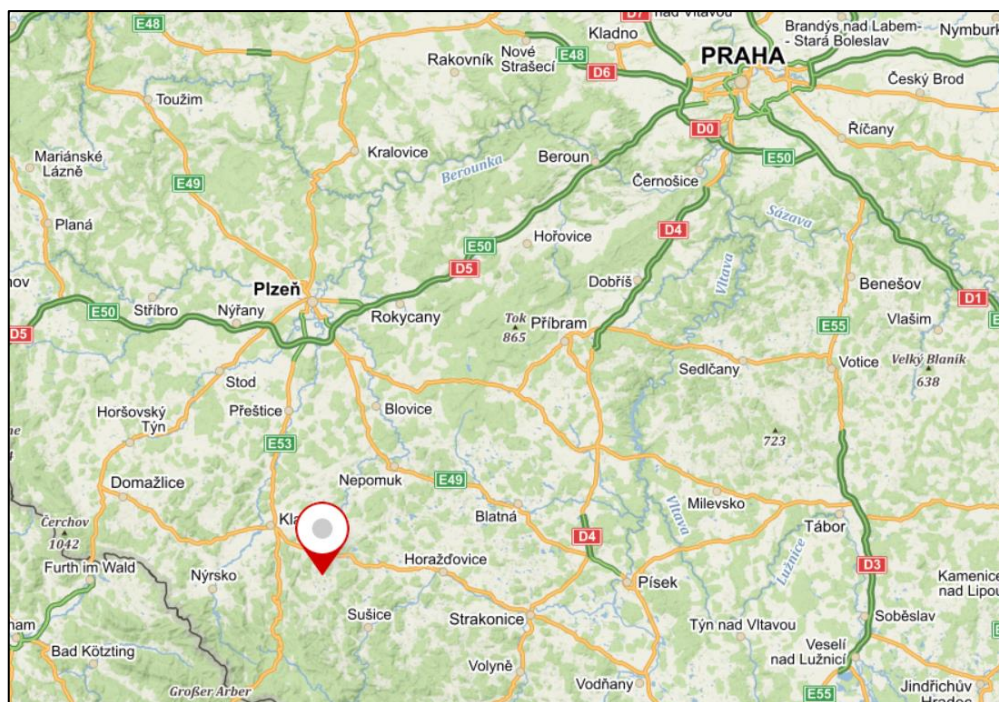 E48
D7
nad Vltavou
Brandýs nad Labem-
- Stará Boleslav
Nymburk
Kladno
Nové
Strašecí
E48
Rakovník
D6
PRAHA
Český Brod
Toužim
D0
Říčany
Mariánské
Lázně
Kralovice
Beroun
E50
Berounka
Černošice
E49
Sázava
Planá
D4
E50
Hořovice
D5
Vltava
Dobříš
Benešov
Plzeň
D1
Stříbro
Nýřany
E50
Rokycany
Tok
865
Příbram
E55
Vlašim
D5
Sedlčany
Votice
Velký Blaník
638
Stod
Přeštice
Blovice
Horšovský
Týn
E53
723
Nepomuk
E49
Domažlice
Milevsko
Vltava
Blatná
Tábor
Čerchov
1042
D4
Lužnice
Horažďovice
D3
Furth im Wald
Nýrsko
Písek
Kamenice
nad Lipou
Sušice
Strakonice
Týn nad Vltavou
Soběslav
Veselí
nad Lužnicí
Bad Kötzting
Volyně
Vodňany
Großer Arber
E55
Jindřichův
Hradec